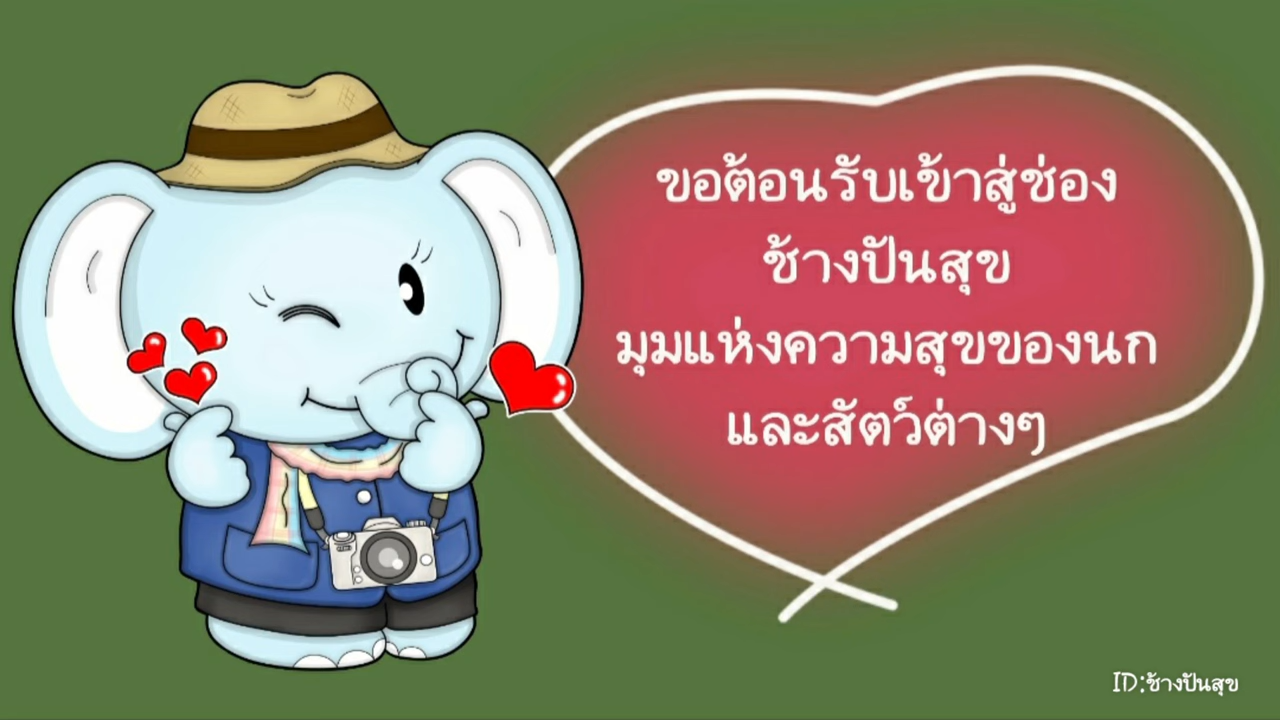 ขอต้อนรับเข้าสู่ช่อง
ช้างปันสุข
มุมแห่งความสุขของนก
และสัตว์ต่างๆ
ID:ช้างปันสุข